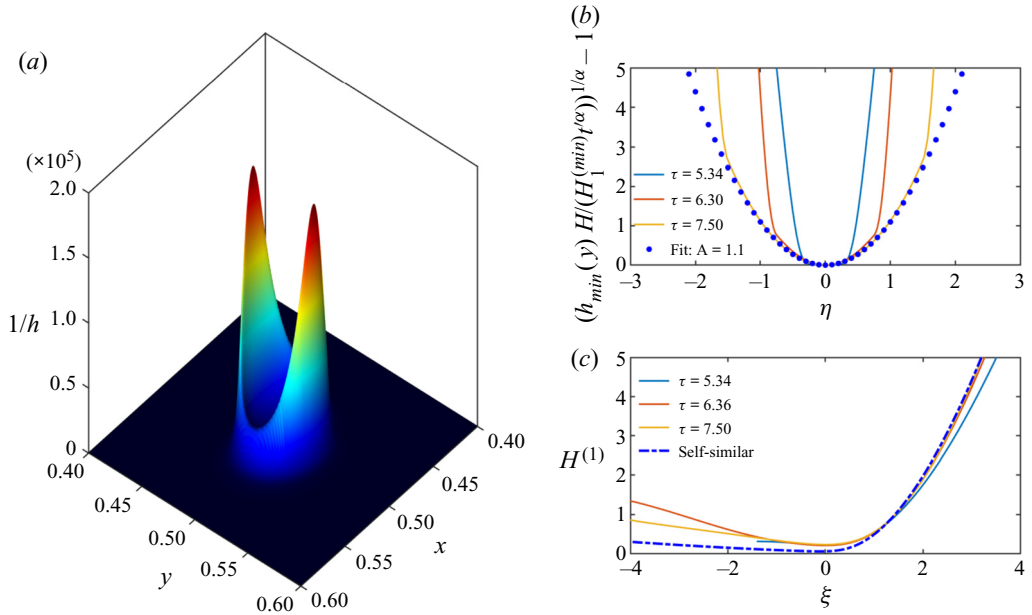 (a)
(×10⁵)
2.0
1.5
1.0
0.5
0
1/h
0.40
0.45
0.50
0.55
0.60
y
0.40
0.45
0.50
0.55
0.60
x
(b)
(h_min(y) H/(H_1^(min) t′^α))^1/α − 1
5
4
3
2
1
0
τ = 5.34
τ = 6.30
τ = 7.50
Fit: A = 1.1
−3 −2 −1 0 1 2 3
η
(c)
H^(1)
5
4
3
2
1
0
τ = 5.34
τ = 6.36
τ = 7.50
Self-similar
−4 −2 0 2 4
ξ